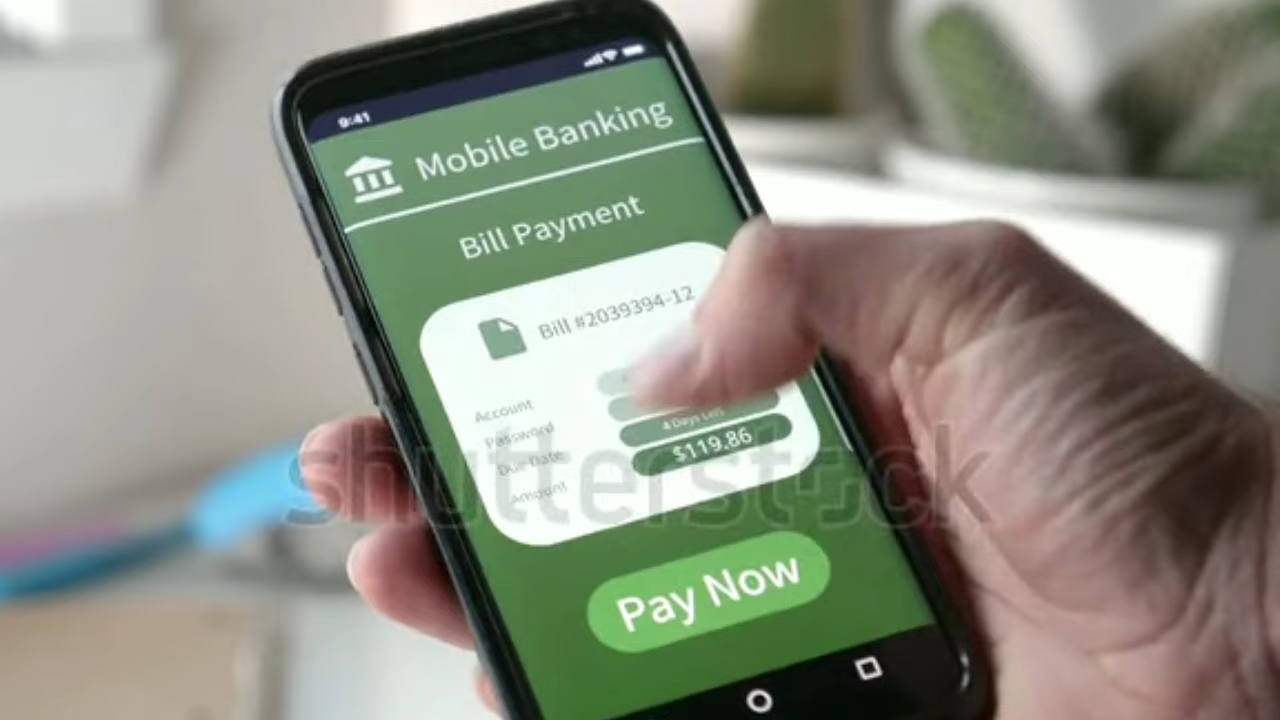 9:41
Mobile Banking
Bill Payment
Bill #2039394-12
Account
Password
Due Date
4 Days Left
Amount
$119.86
Pay Now
shutterstock